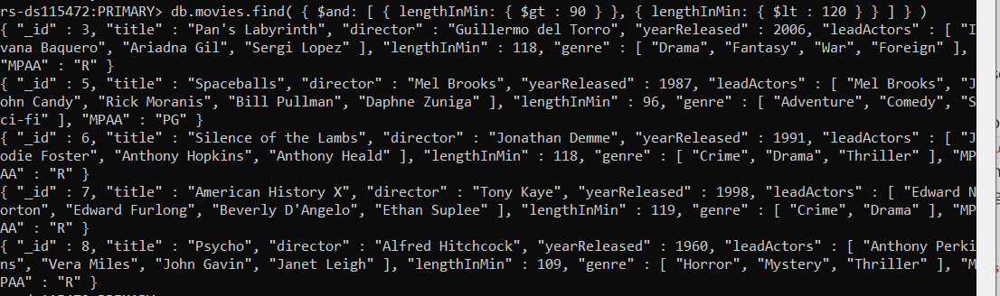 rs-ds115472:PRIMARY> db.movies.find( { $and: [ { lengthInMin: { $gt : 90 } }, { lengthInMin: { $lt : 120 } } ] } )
{ "_id" : 3, "title" : "Pan's Labyrinth", "director" : "Guillermo del Torro", "yearReleased" : 2006, "leadActors" : [ "I
vana Baquero", "Ariadna Gil", "Sergi Lopez" ], "lengthInMin" : 118, "genre" : [ "Drama", "Fantasy", "War", "Foreign" ],
"MPAA" : "R" }
{ "_id" : 5, "title" : "Spaceballs", "director" : "Mel Brooks", "yearReleased" : 1987, "leadActors" : [ "Mel Brooks", "J
ohn Candy", "Rick Moranis", "Bill Pullman", "Daphne Zuniga" ], "lengthInMin" : 96, "genre" : [ "Adventure", "Comedy", "S
ci-fi" ], "MPAA" : "PG" }
{ "_id" : 6, "title" : "Silence of the Lambs", "director" : "Jonathan Demme", "yearReleased" : 1991, "leadActors" : [ "J
odie Foster", "Anthony Hopkins", "Anthony Heald" ], "lengthInMin" : 118, "genre" : [ "Crime", "Drama", "Thriller" ], "MP
AA" : "R" }
{ "_id" : 7, "title" : "American History X", "director" : "Tony Kaye", "yearReleased" : 1998, "leadActors" : [ "Edward N
orton", "Edward Furlong", "Beverly D'Angelo", "Ethan Suplee" ], "lengthInMin" : 119, "genre" : [ "Crime", "Drama" ], "MP
AA" : "R" }
{ "_id" : 8, "title" : "Psycho", "director" : "Alfred Hitchcock", "yearReleased" : 1960, "leadActors" : [ "Anthony Perki
ns", "Vera Miles", "John Gavin", "Janet Leigh" ], "lengthInMin" : 109, "genre" : [ "Horror", "Mystery", "Thriller" ], "M
PAA" : "R" }